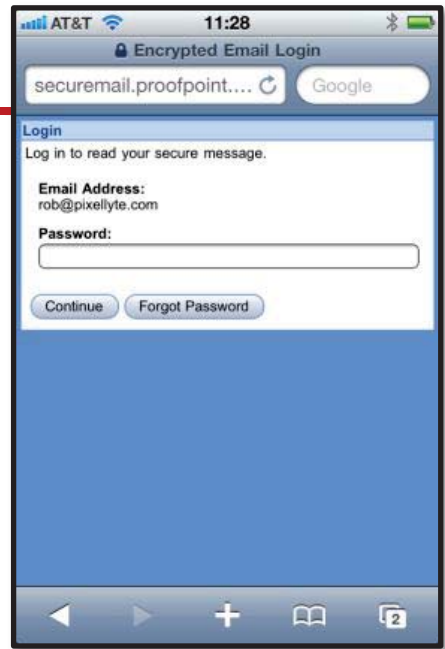 AT&T 11:28
Encrypted Email Login
securemail.proofpoint.... Google
Login
Log in to read your secure message.
Email Address:
rob@pixellyte.com
Password:
Continue Forgot Password
2